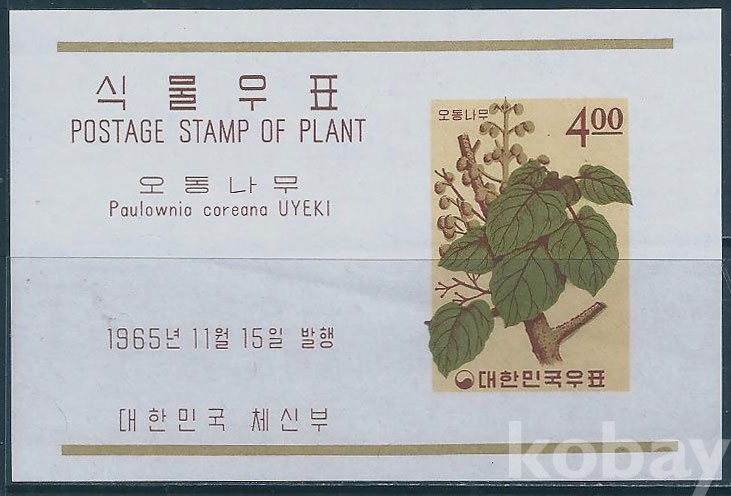 식물우표
POSTAGE STAMP OF PLANT
오동나무
Paulownia coreana UYEKI
1965년 11월 15일 발행
대한민국 체신부
오동나무
4.00
대한민국우표
kobay